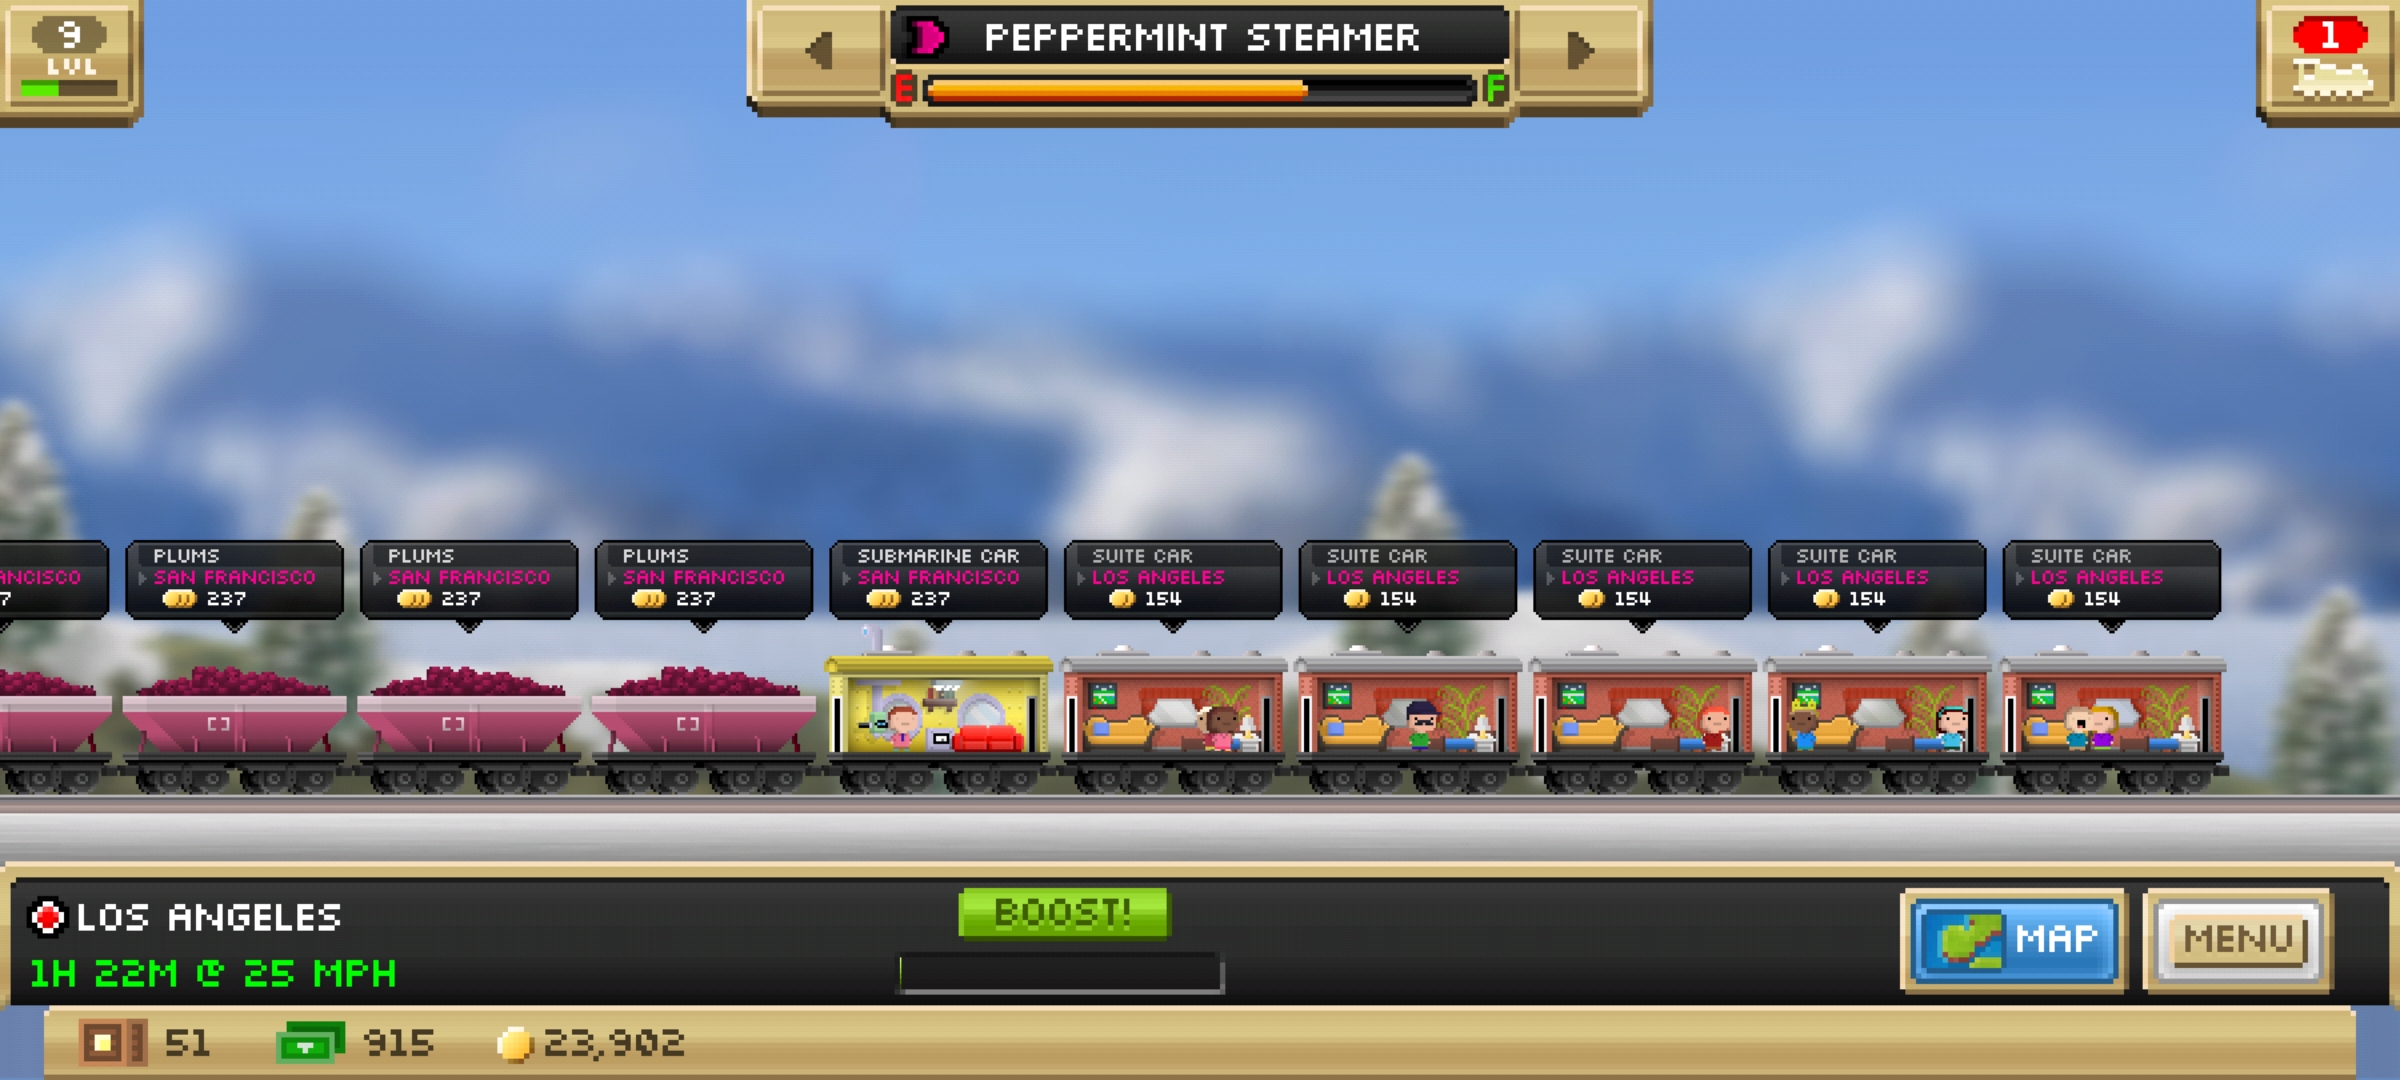 9
LVL
PEPPERMINT STEAMER
E F
1
ANCISCO
7
PLUMS
SAN FRANCISCO
237
PLUMS
SAN FRANCISCO
237
PLUMS
SAN FRANCISCO
237
SUBMARINE CAR
SAN FRANCISCO
237
SUITE CAR
LOS ANGELES
154
SUITE CAR
LOS ANGELES
154
SUITE CAR
LOS ANGELES
154
SUITE CAR
LOS ANGELES
154
SUITE CAR
LOS ANGELES
154
LOS ANGELES
1H 22M @ 25 MPH
BOOST!
MAP
MENU
51
915
23,902